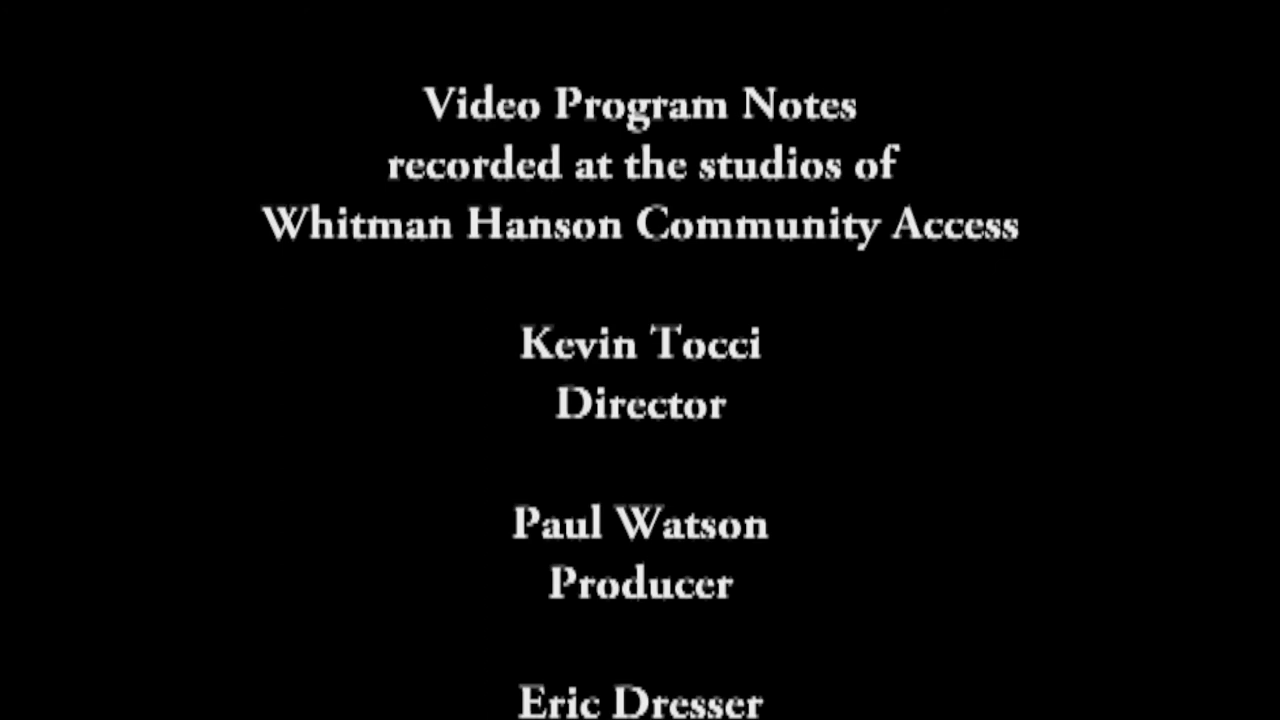 Video Program Notes
recorded at the studios of
Whitman Hanson Community Access
Kevin Tocci
Director
Paul Watson
Producer
Eric Dresser